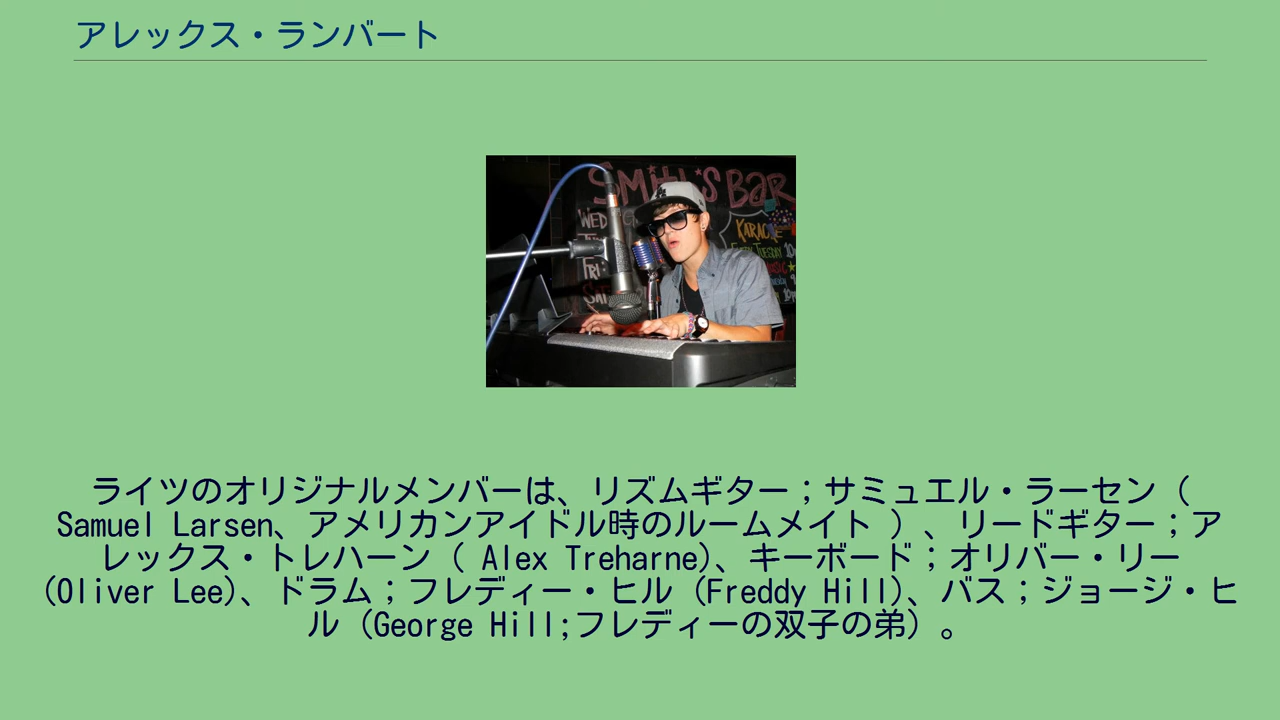 アレックス・ランバート
SMITH'S BAR
WED
KARAOKE
FRI
SAT
ライツのオリジナルメンバーは、リズムギター；サミュエル・ラーセン（
Samuel Larsen、アメリカンアイドル時のルームメイト ）、リードギター；ア
レックス・トレハーン（ Alex Treharne)、キーボード；オリバー・リー
(Oliver Lee)、ドラム；フレディー・ヒル（Freddy Hill)、バス；ジョージ・ヒ
ル（George Hill;フレディーの双子の弟）。